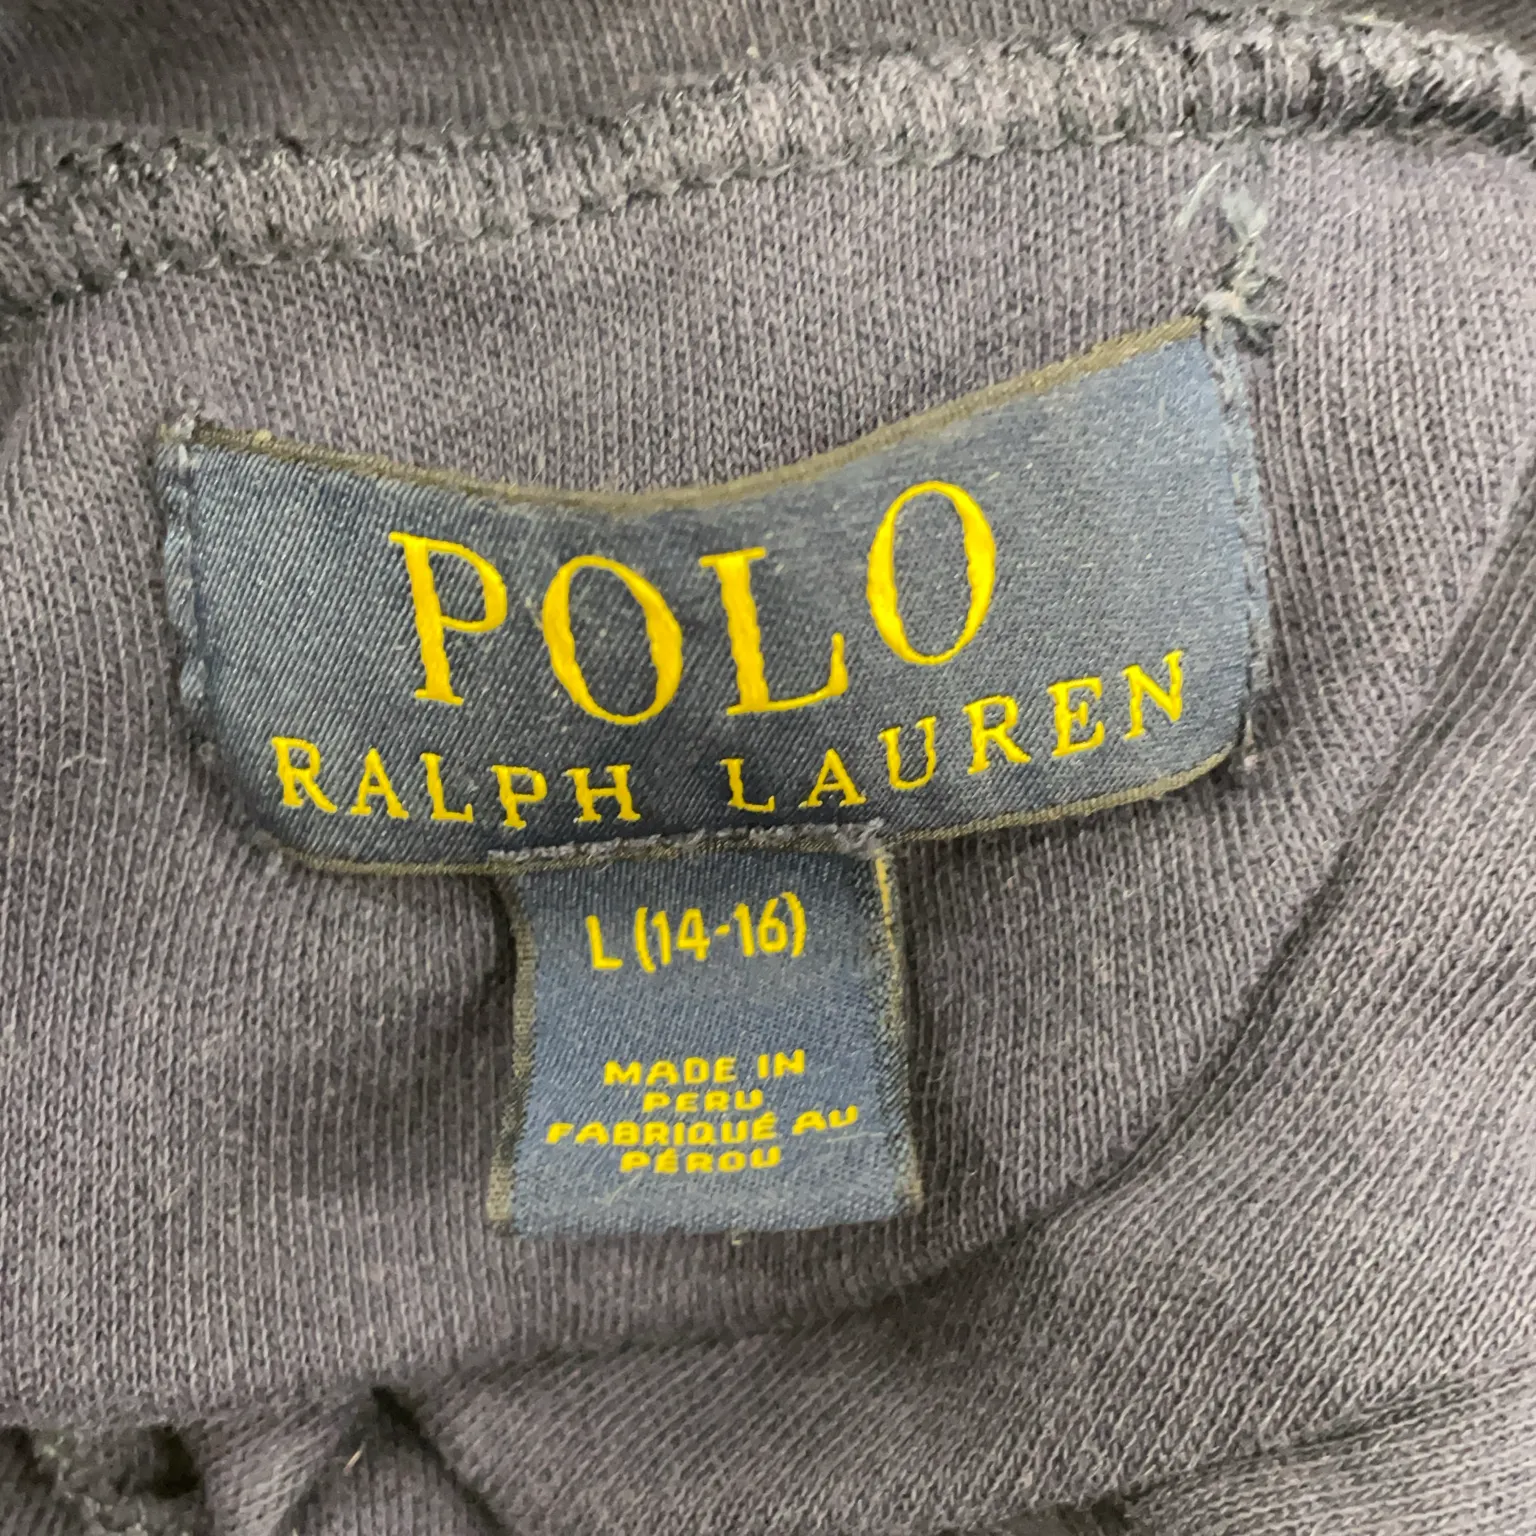 POLO
RALPH LAUREN
L (14-16)
MADE IN
PERU
FABRIQUÉ AU
PÉROU